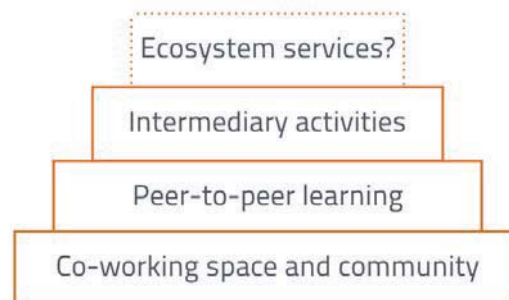 Ecosystem services?
Intermediary activities
Peer-to-peer learning
Co-working space and community